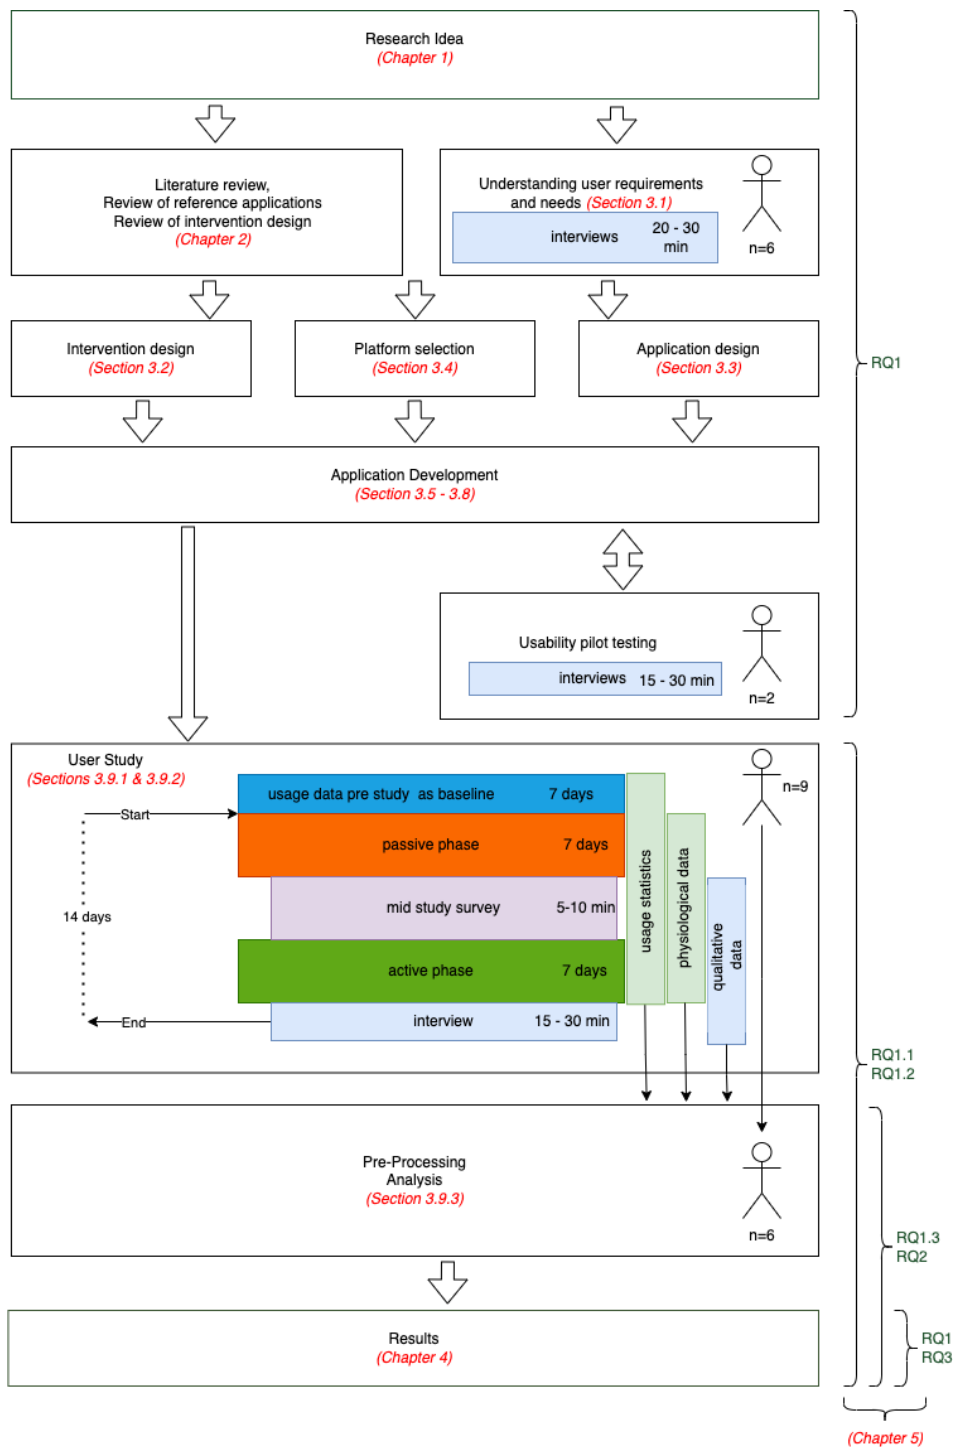 Research Idea
(Chapter 1)
Literature review,
Review of reference applications
Review of intervention design
(Chapter 2)
Understanding user requirements
and needs (Section 3.1)
interviews
20 - 30
min
n=6
Intervention design
(Section 3.2)
Platform selection
(Section 3.4)
Application design
(Section 3.3)
RQ1
Application Development
(Section 3.5 - 3.8)
Usability pilot testing
interviews 15 - 30 min
n=2
User Study
(Sections 3.9.1 & 3.9.2)
n=9
usage data pre study as baseline 7 days
Start
passive phase 7 days
mid study survey 5-10 min
14 days
active phase 7 days
End
interview 15 - 30 min
usage statistics
physiological data
qualitative
data
RQ1.1
RQ1.2
Pre-Processing
Analysis
(Section 3.9.3)
n=6
RQ1.3
RQ2
Results
(Chapter 4)
RQ1
RQ3
(Chapter 5)